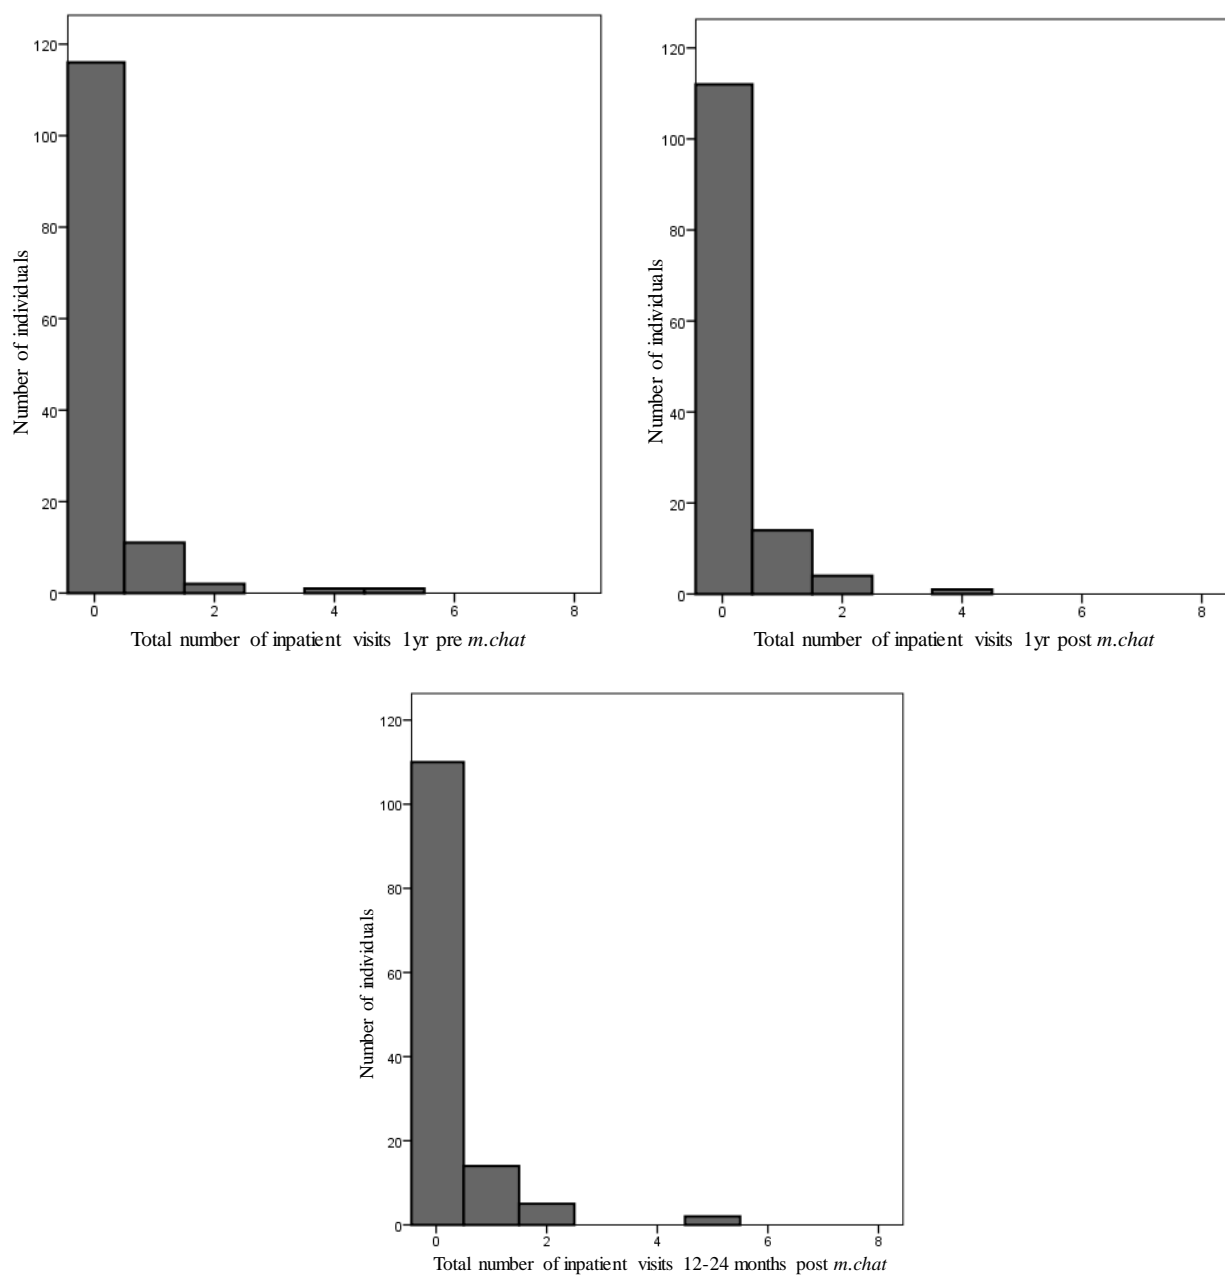 120
100
80
60
40
20
0
Number of individuals
0 2 4 6 8
Total number of inpatient visits 1yr pre m.chat
120
100
80
60
40
20
0
Number of individuals
0 2 4 6 8
Total number of inpatient visits 1yr post m.chat
120
100
80
60
40
20
0
Number of individuals
0 2 4 6 8
Total number of inpatient visits 12-24 months post m.chat